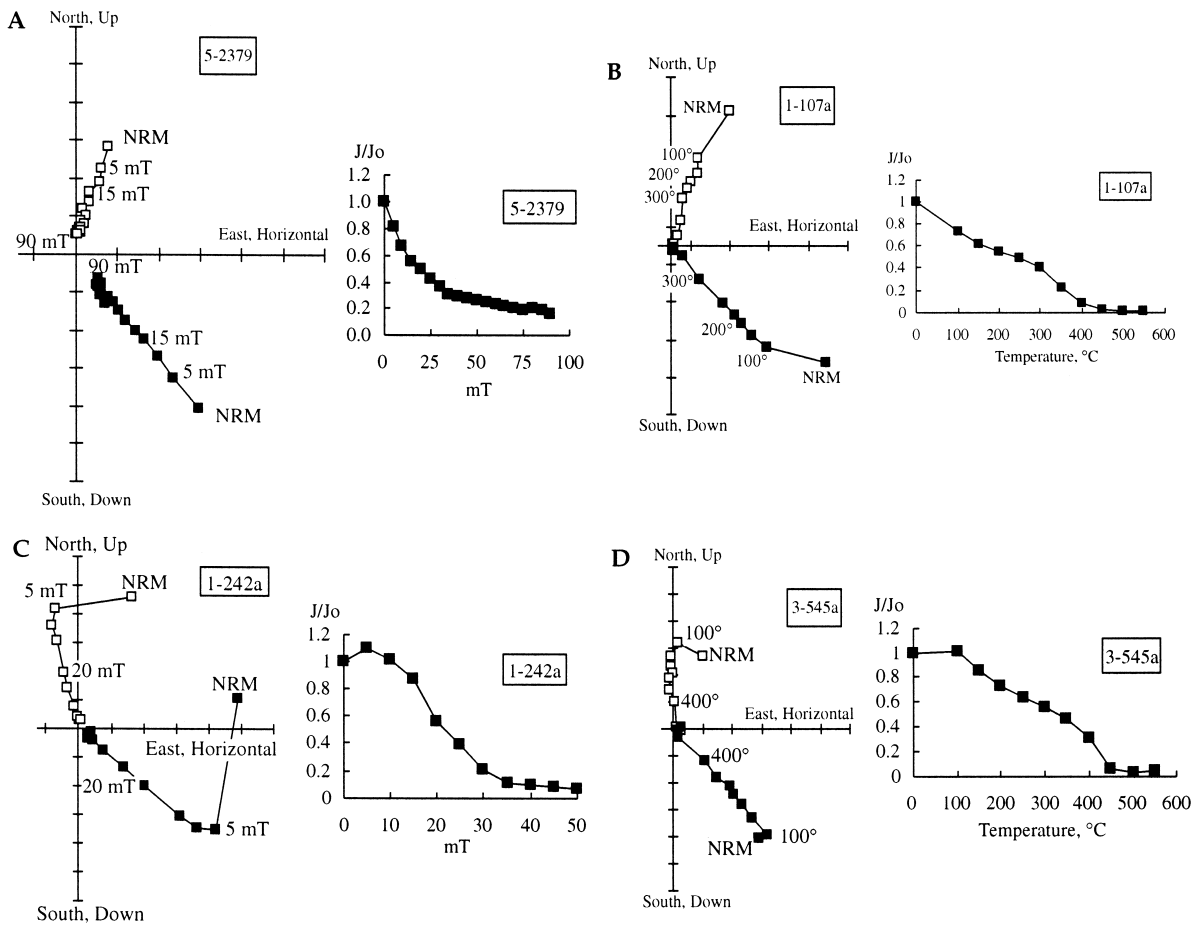 A
North, Up
5-2379
NRM
5 mT
15 mT
90 mT
East, Horizontal
90 mT
15 mT
5 mT
NRM
South, Down
J/Jo
1.2
1.0
0.8
0.6
0.4
0.2
0.0
5-2379
0 25 50 75 100
mT
B
North, Up
NRM
1-107a
100°
200°
300°
East, Horizontal
300°
200°
100°
NRM
South, Down
J/Jo
1.2
1
0.8
0.6
0.4
0.2
0
1-107a
0 100 200 300 400 500 600
Temperature, °C
C
North, Up
5 mT
NRM
1-242a
20 mT
NRM
East, Horizontal
20 mT
5 mT
South, Down
J/Jo
1.2
1
0.8
0.6
0.4
0.2
0
1-242a
0 10 20 30 40 50
mT
D
North, Up
3-545a
100°
NRM
400°
East, Horizontal
400°
100°
NRM
South, Down
J/Jo
1.2
1
0.8
0.6
0.4
0.2
0
3-545a
0 100 200 300 400 500 600
Temperature, °C